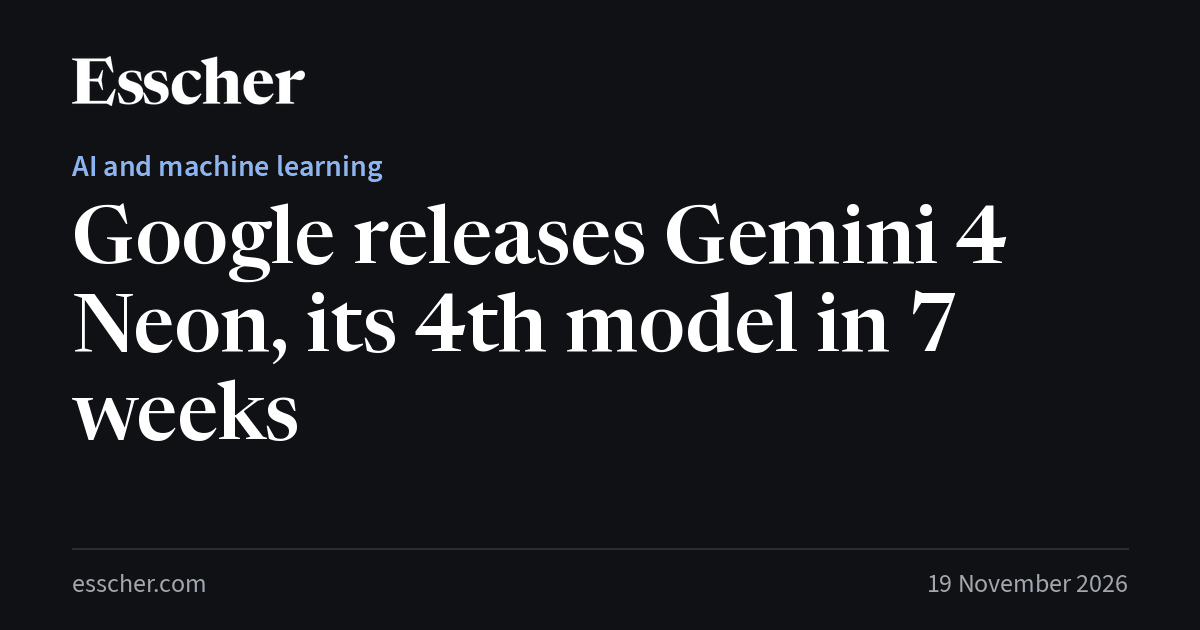 Esscher
AI and machine learning
Google releases Gemini 4
Neon, its 4th model in 7
weeks
esscher.com
19 November 2026